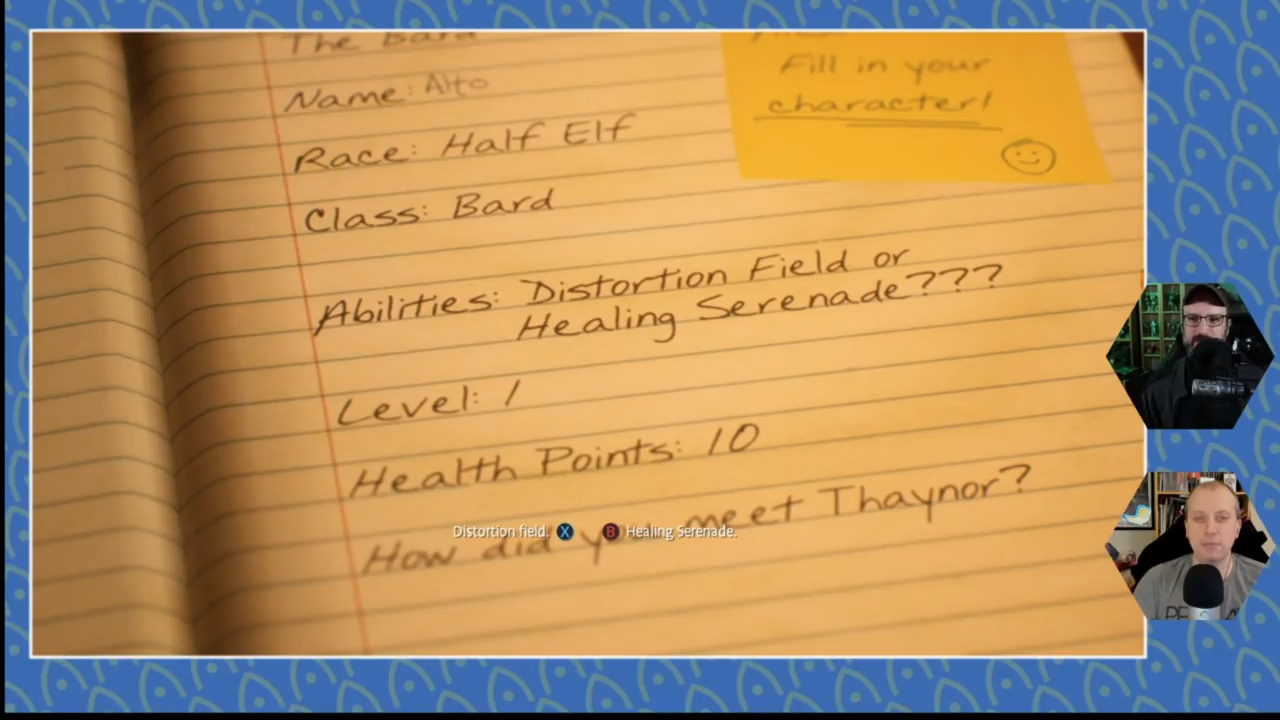 The Bard
Name: Alto
Race: Half Elf
Class: Bard
Abilities: Distortion Field or
Healing Serenade???
Level: 1
Health Points: 10
How did you meet Thaynor?
Fill in your
character!
Distortion field. X B Healing Serenade.